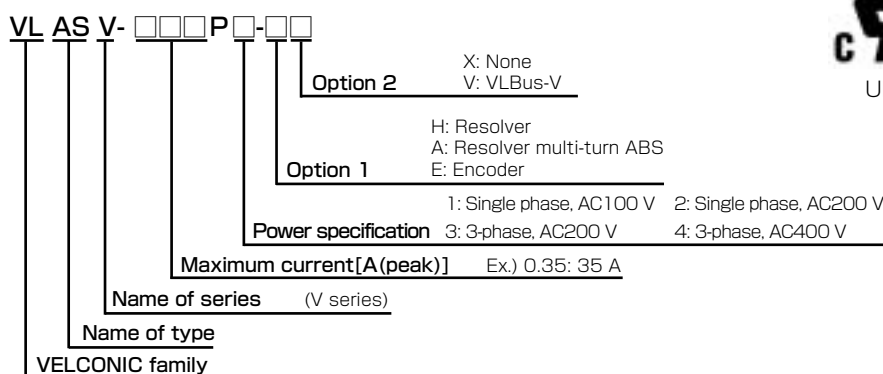 VL AS V- □□□P□-□□
X: None
Option 2 V: VLBus-V
H: Resolver
A: Resolver multi-turn ABS
Option 1 E: Encoder
1: Single phase, AC100 V 2: Single phase, AC200 V
Power specification 3: 3-phase, AC200 V 4: 3-phase, AC400 V
Maximum current[A(peak)] Ex.) 0.35: 35 A
Name of series (V series)
Name of type
VELCONIC family
C
U